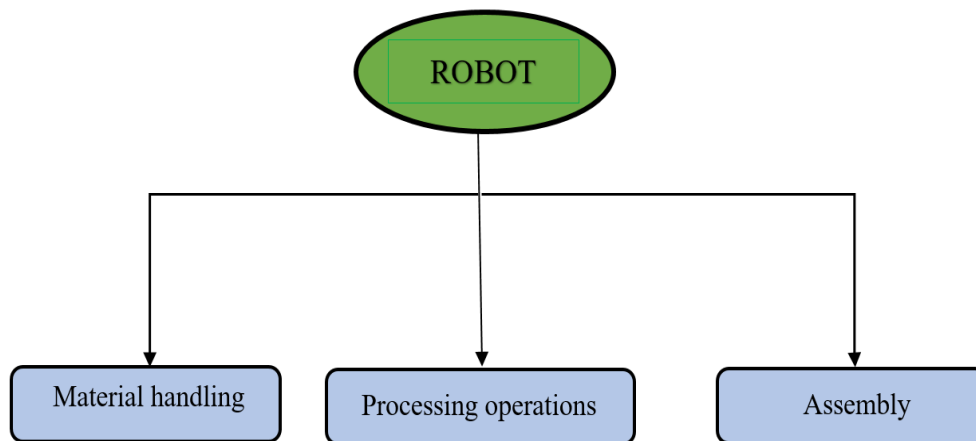 ROBOT
Material handling
Processing operations
Assembly